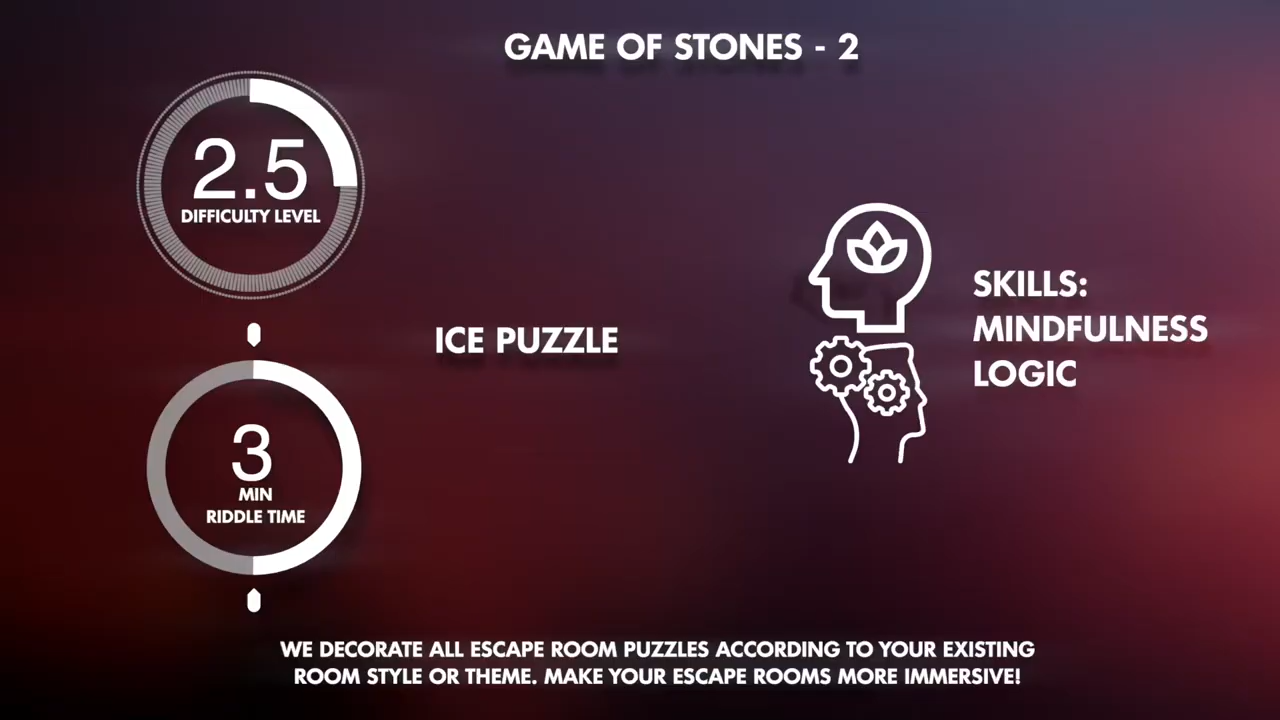 GAME OF STONES - 2
2.5
DIFFICULTY LEVEL
ICE PUZZLE
3
MIN
RIDDLE TIME
SKILLS:
MINDFULNESS
LOGIC
WE DECORATE ALL ESCAPE ROOM PUZZLES ACCORDING TO YOUR EXISTING
ROOM STYLE OR THEME. MAKE YOUR ESCAPE ROOMS MORE IMMERSIVE!